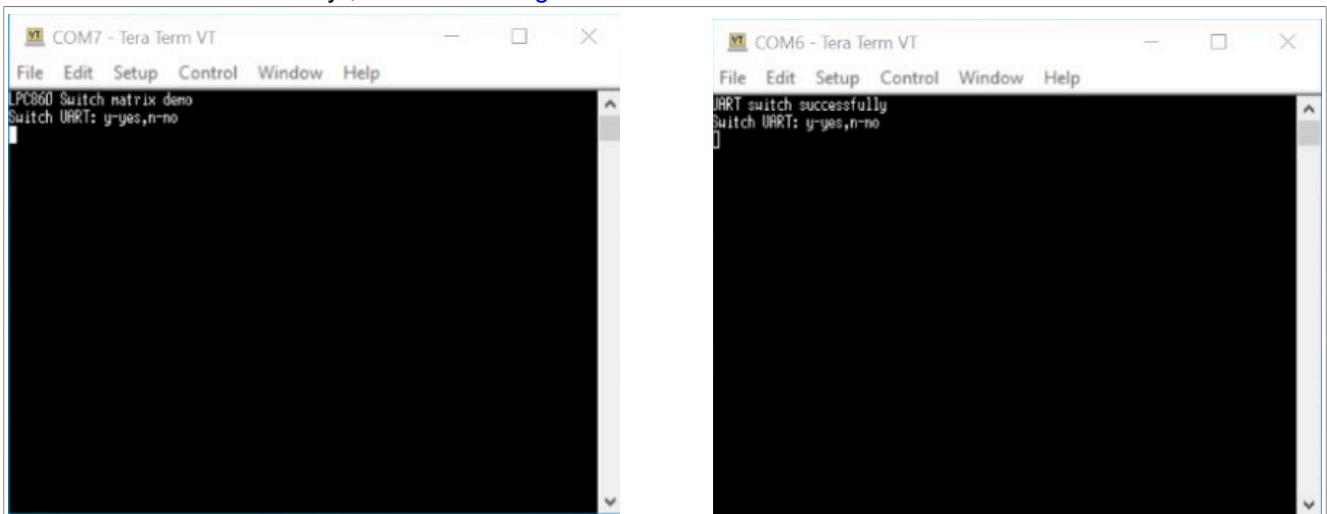 COM7 - Tera Term VT
File Edit Setup Control Window Help
LPC860 Switch matrix demo
Switch UART: y-yes,n-no
COM6 - Tera Term VT
File Edit Setup Control Window Help
UART switch successfully
Switch UART: y-yes,n-no